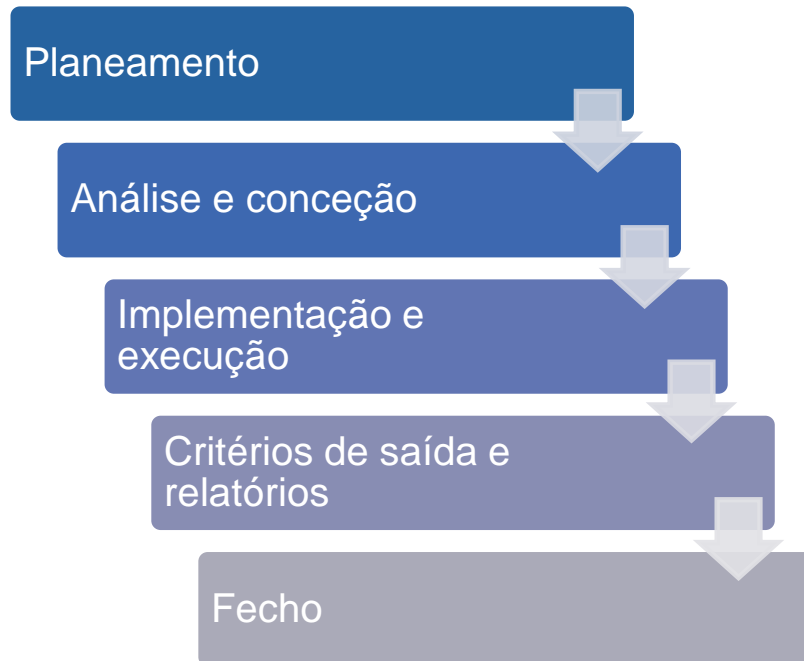 Planeamento
Análise e conceção
Implementação e
execução
Critérios de saída e
relatórios
Fecho